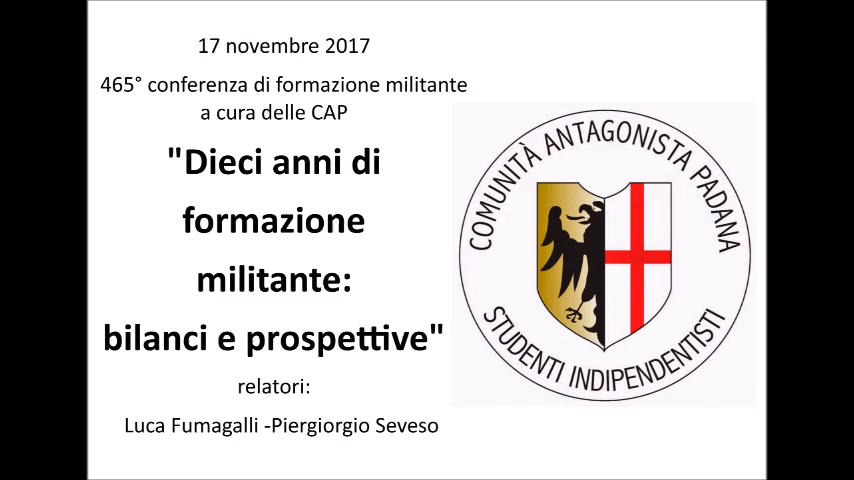 17 novembre 2017
465° conferenza di formazione militante
a cura delle CAP
"Dieci anni di
formazione
militante:
bilanci e prospettive"
relatori:
Luca Fumagalli -Piergiorgio Seveso
COMUNITÀ ANTAGONISTA PADANA
STUDENTI INDIPENDENTISTI